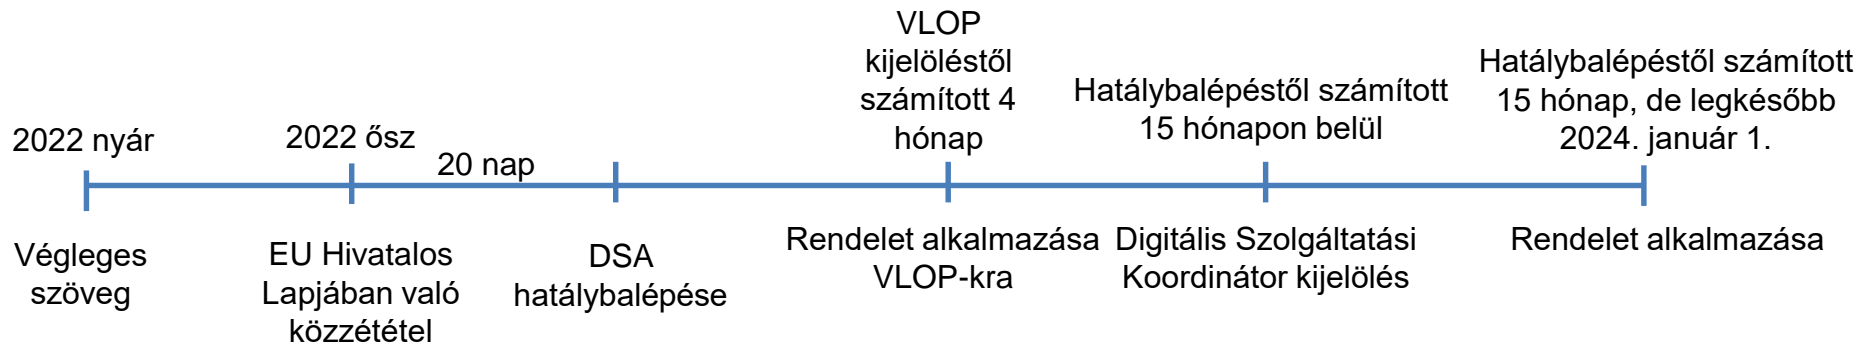 2022 nyár
Végleges
szöveg
2022 ősz
EU Hivatalos
Lapjában való
közzététel
20 nap
DSA
hatálybalépése
VLOP
kijelöléstől
számított 4
hónap
Rendelet alkalmazása
VLOP-kra
Hatálybalépéstől számított
15 hónapon belül
Digitális Szolgáltatási
Koordinátor kijelölés
Hatálybalépéstől számított
15 hónap, de legkésőbb
2024. január 1.
Rendelet alkalmazása